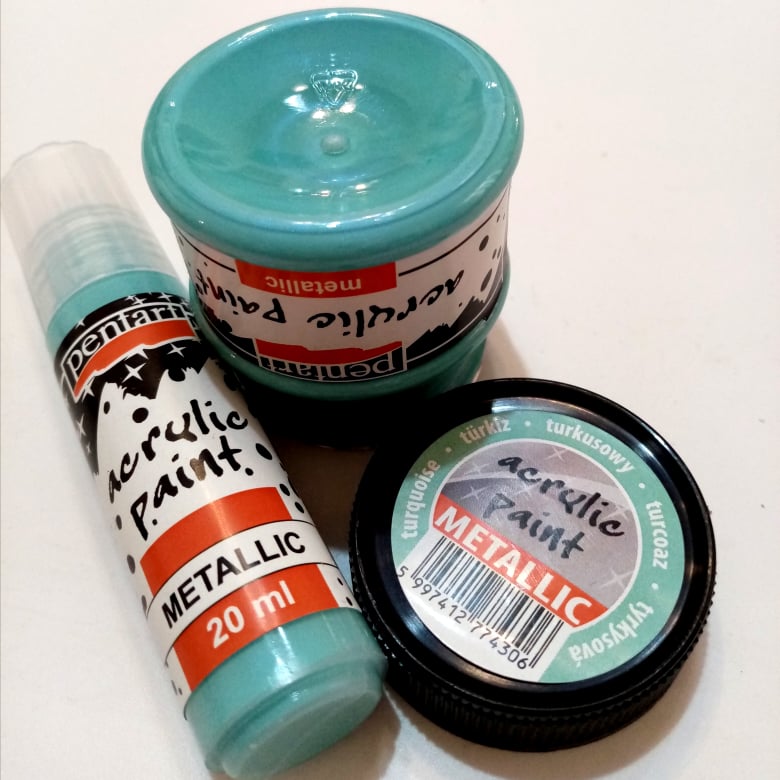 metallic
acrylic paint
pentart
pentart
acrylic
paint
METALLIC
20 ml
turquoise • türkiz • turkusowy • turcoaz • tyrkysová
acrylic
paint
METALLIC
5 997412 774306